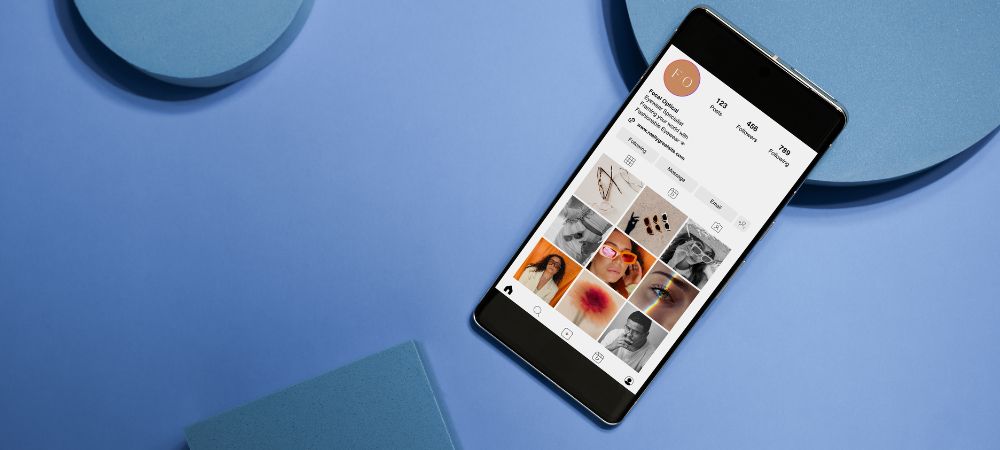 FO
123
Posts
456
Followers
789
Following
Focal Optical
Eyewear Specialist
Framing your world with
Fashionable Eyewear
www.reallygreatsite.com
Following
Message
Email